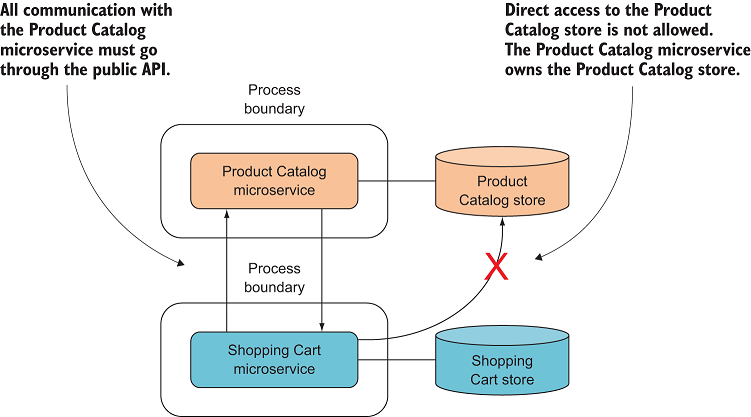 All communication with
the Product Catalog
microservice must go
through the public API.
Direct access to the Product
Catalog store is not allowed.
The Product Catalog microservice
owns the Product Catalog store.
Process
boundary
Product Catalog
microservice
Product
Catalog store
X
Process
boundary
Shopping Cart
microservice
Shopping
Cart store